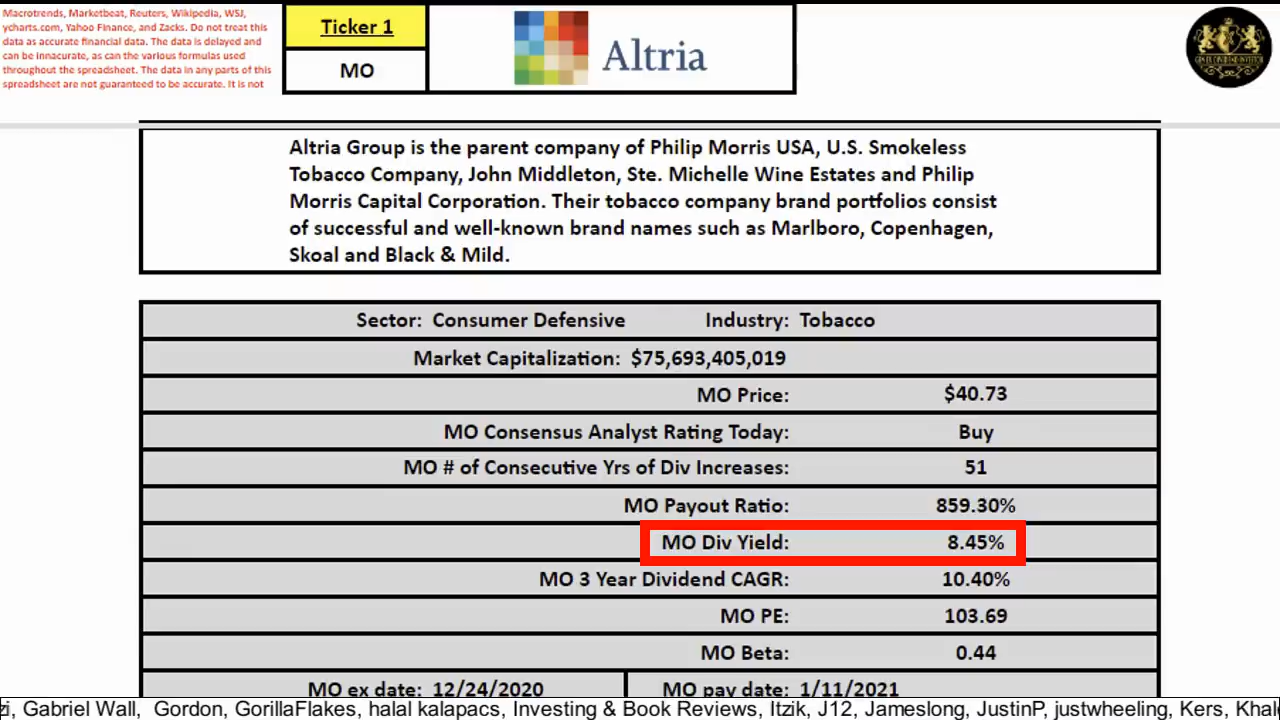 Macrotrends, Marketbeat, Reuters, Wikipedia, WSJ,
ycharts.com, Yahoo Finance, and Zacks. Do not treat this
data as accurate financial data. The data is delayed and
can be innacurate, as can the various formulas used
throughout the spreadsheet. The data in any parts of this
spreadsheet are not guaranteed to be accurate. It is not
Ticker 1
MO
Altria
Altria Group is the parent company of Philip Morris USA, U.S. Smokeless
Tobacco Company, John Middleton, Ste. Michelle Wine Estates and Philip
Morris Capital Corporation. Their tobacco company brand portfolios consist
of successful and well-known brand names such as Marlboro, Copenhagen,
Skoal and Black & Mild.
Sector: Consumer Defensive Industry: Tobacco
Market Capitalization: $75,693,405,019
MO Price: $40.73
MO Consensus Analyst Rating Today: Buy
MO # of Consecutive Yrs of Div Increases: 51
MO Payout Ratio: 859.30%
MO Div Yield: 8.45%
MO 3 Year Dividend CAGR: 10.40%
MO PE: 103.69
MO Beta: 0.44
MO ex date: 12/24/2020 MO pay date: 1/11/2021
zi, Gabriel Wall, Gordon, GorillaFlakes, halal kalapacs, Investing & Book Reviews, Itzik, J12, Jameslong, JustinP, justwheeling, Kers, Khal